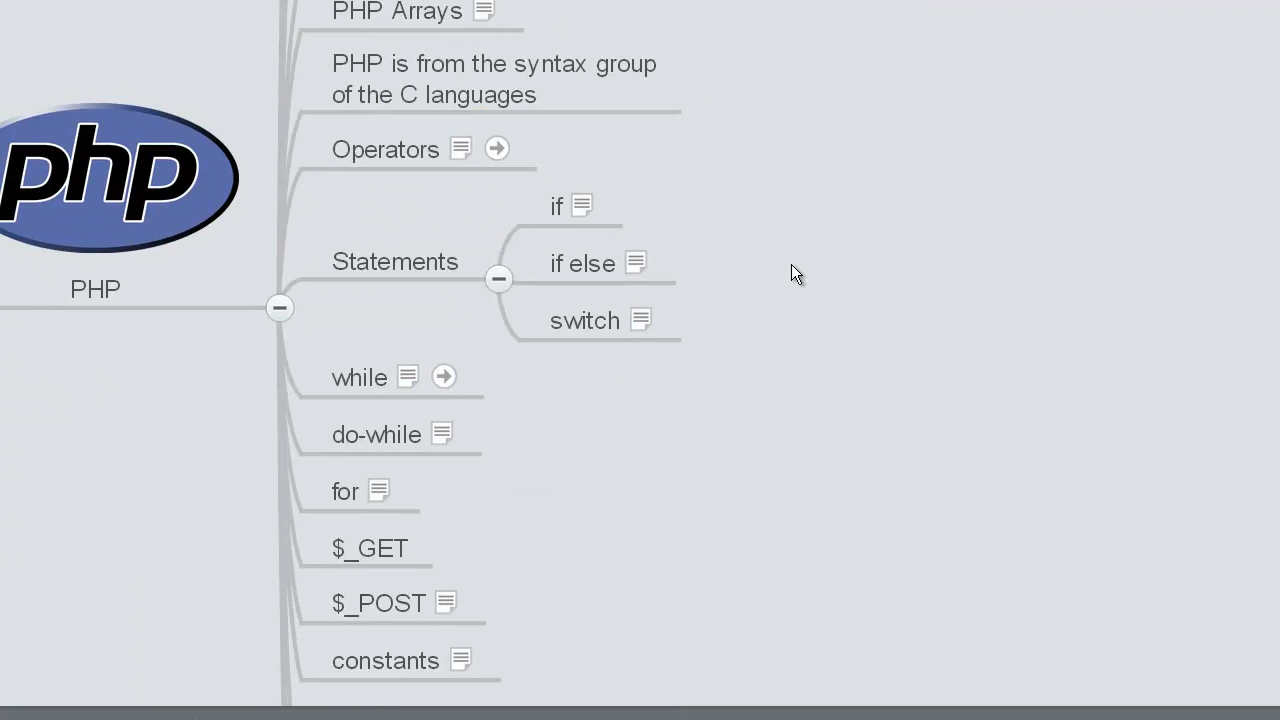 PHP Arrays
PHP is from the syntax group
of the C languages
php
Operators
if
Statements
if else
PHP
switch
while
do-while
for
$_GET
$_POST
constants